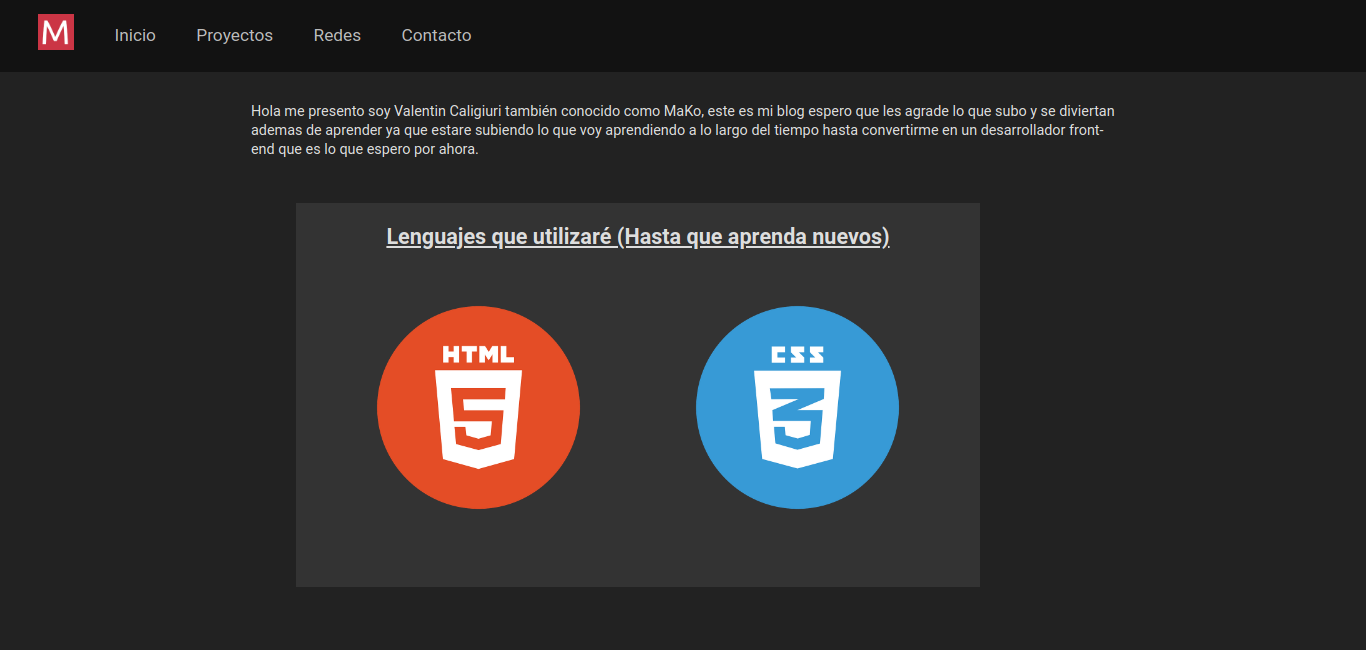 M
Inicio Proyectos Redes Contacto
Hola me presento soy Valentin Caligiuri también conocido como MaKo, este es mi blog espero que les agrade lo que subo y se diviertan
ademas de aprender ya que estare subiendo lo que voy aprendiendo a lo largo del tiempo hasta convertirme en un desarrollador front-
end que es lo que espero por ahora.
Lenguajes que utilizaré (Hasta que aprenda nuevos)
HTML CSS
5 3